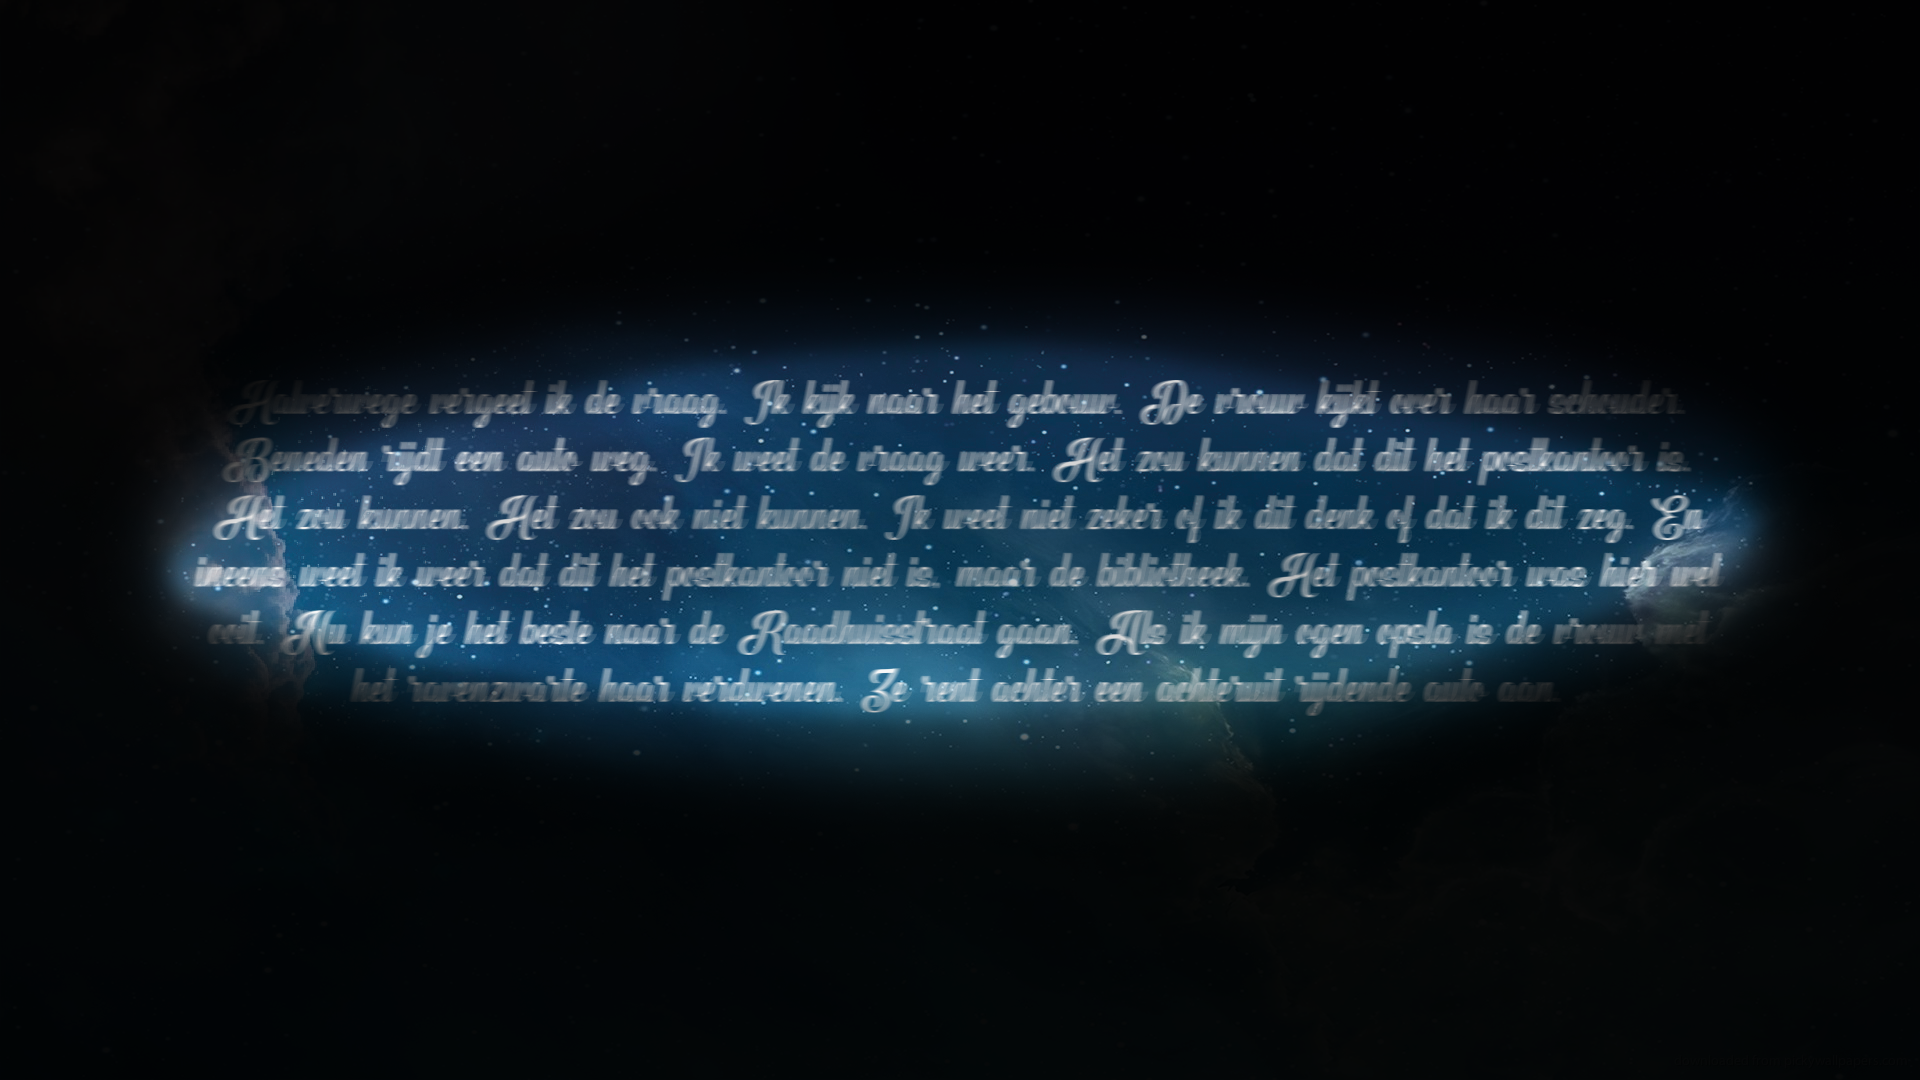 Halverwege vergeet ik de vraag. Ik kijk naar het gebouw. De vrouw kijkt over haar schouder.
Beneden rijdt een auto weg. Ik weet de vraag weer. Het zou kunnen dat dit het postkantoor is.
Het zou kunnen. Het zou ook niet kunnen. Ik weet niet zeker of ik dit denk of dat ik dit zeg. En
ineens weet ik weer dat dit het postkantoor niet is, maar de bibliotheek. Het postkantoor was hier wel
ooit. Nu kun je het beste naar de Raadhuisstraat gaan. Als ik mijn ogen opsla is de vrouw met
het ravenzwarte haar verdwenen. Ze rent achter een achteruit rijdende auto aan.